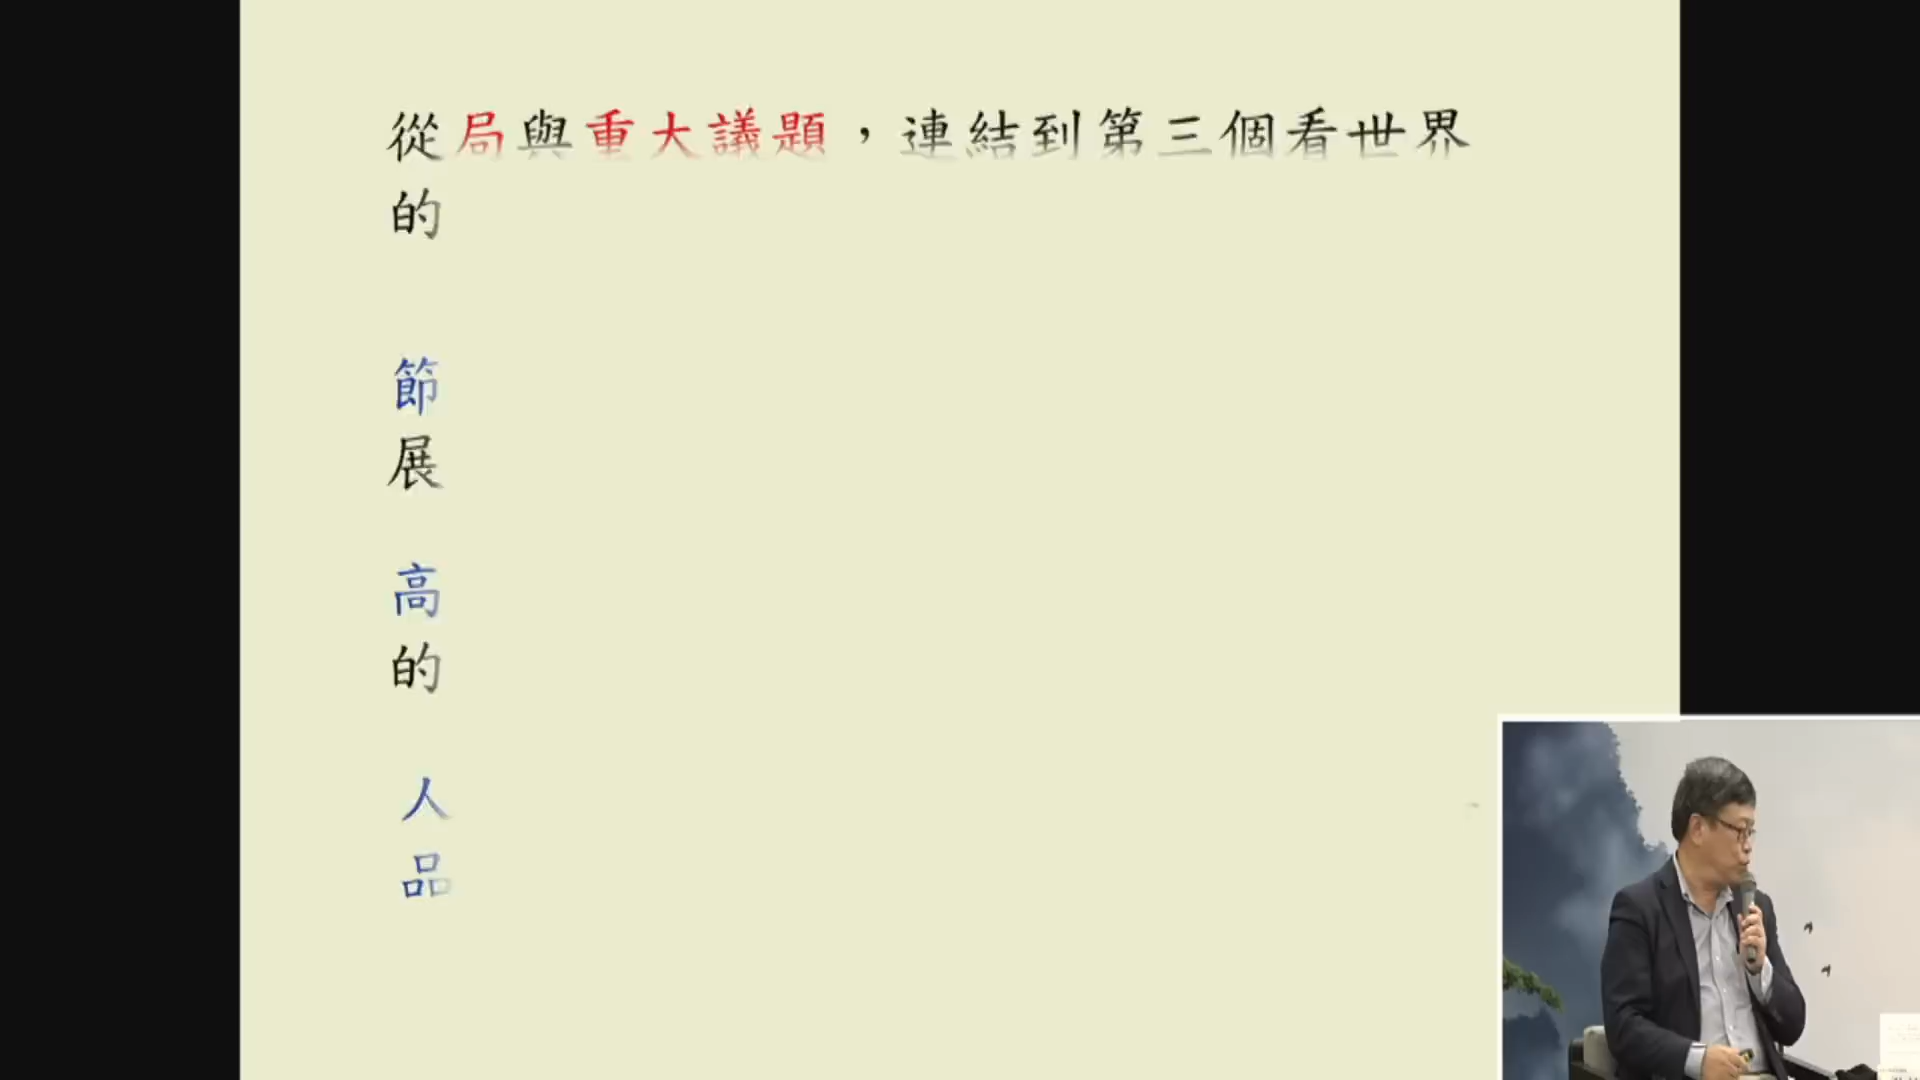 從局與重大議題，連結到第三個看世界
的
節
展
高
的
人
品